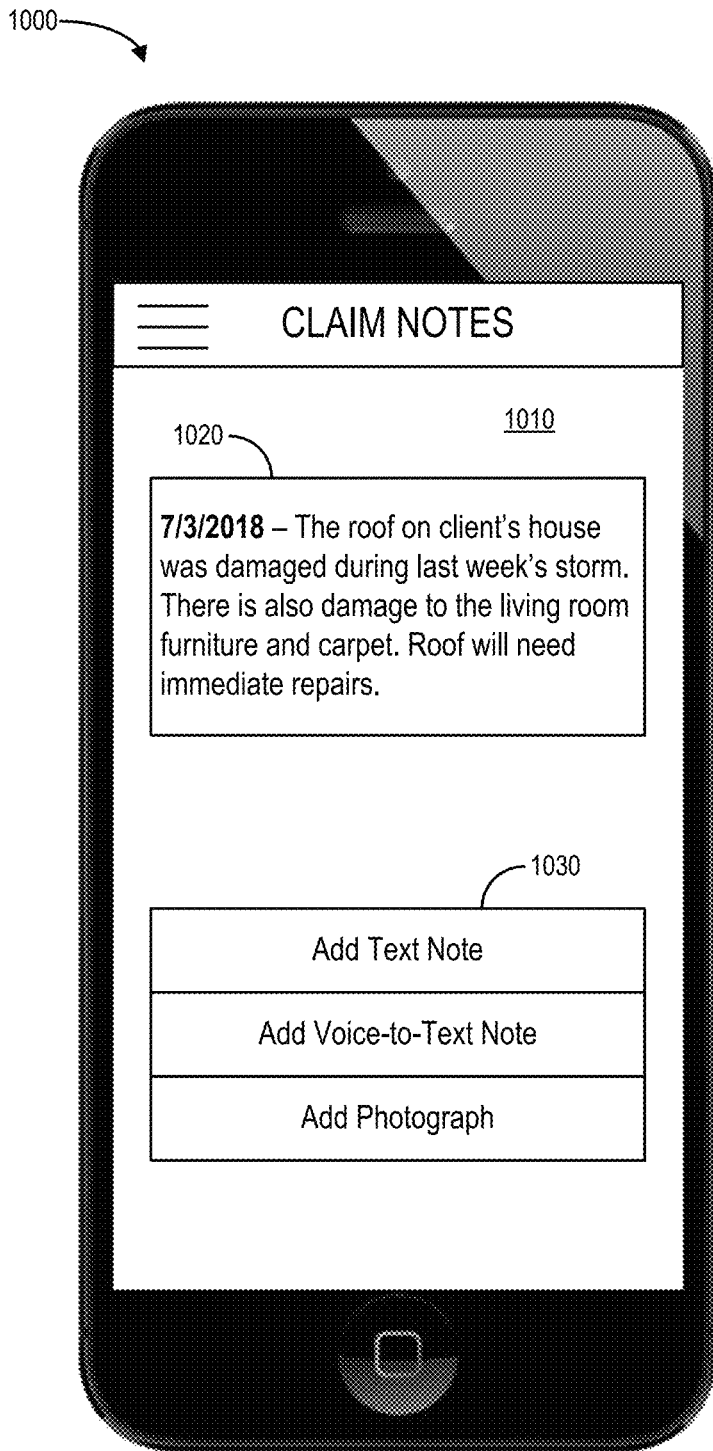 1000
CLAIM NOTES
1010
1020
7/3/2018 – The roof on client’s house
was damaged during last week’s storm.
There is also damage to the living room
furniture and carpet. Roof will need
immediate repairs.
1030
Add Text Note
Add Voice-to-Text Note
Add Photograph